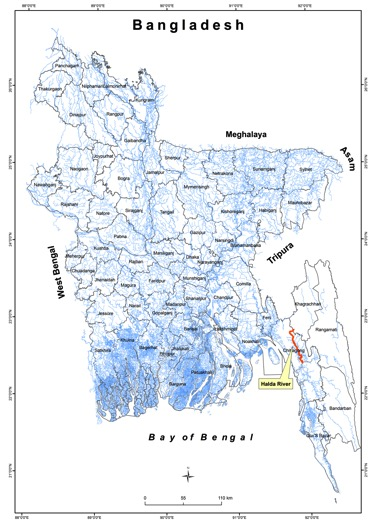 Bangladesh
Panchagarh
Thakurgaon
Nilphamari
Lalmonirhat
Kurigram
Dinajpur
Rangpur
Gaibandha
Meghalaya
Asam
Joypurhat
Sherpur
Naogaon
Bogra
Jamalpur
Netrakona
Sunamganj
Sylhet
Mymensingh
Nawabganj
Rajshahi
Natore
Sirajganj
Tangail
Kishoreganj
Habiganj
Maulvibazar
Gazipur
Pabna
Narsingdi
Brahmanbaria
Tripura
West Bengal
Kushtia
Meherpur
Manikganj
Dhaka
Narayanganj
Chuadanga
Rajbari
Jhenaidah
Faridpur
Munshiganj
Magura
Comilla
Khagrachhari
Shariatpur
Chandpur
Madaripur
Narail
Jessore
Gopalganj
Feni
Rangamati
Barisal
Lakshmipur
Noakhali
Chittagong
Khulna
Bagerhat
Satkhira
Jhalokati
Pirojpur
Bhola
Patuakhali
Barguna
Halda River
Bandarban
Cox's Bazar
Bay of Bengal
0 55 110 km